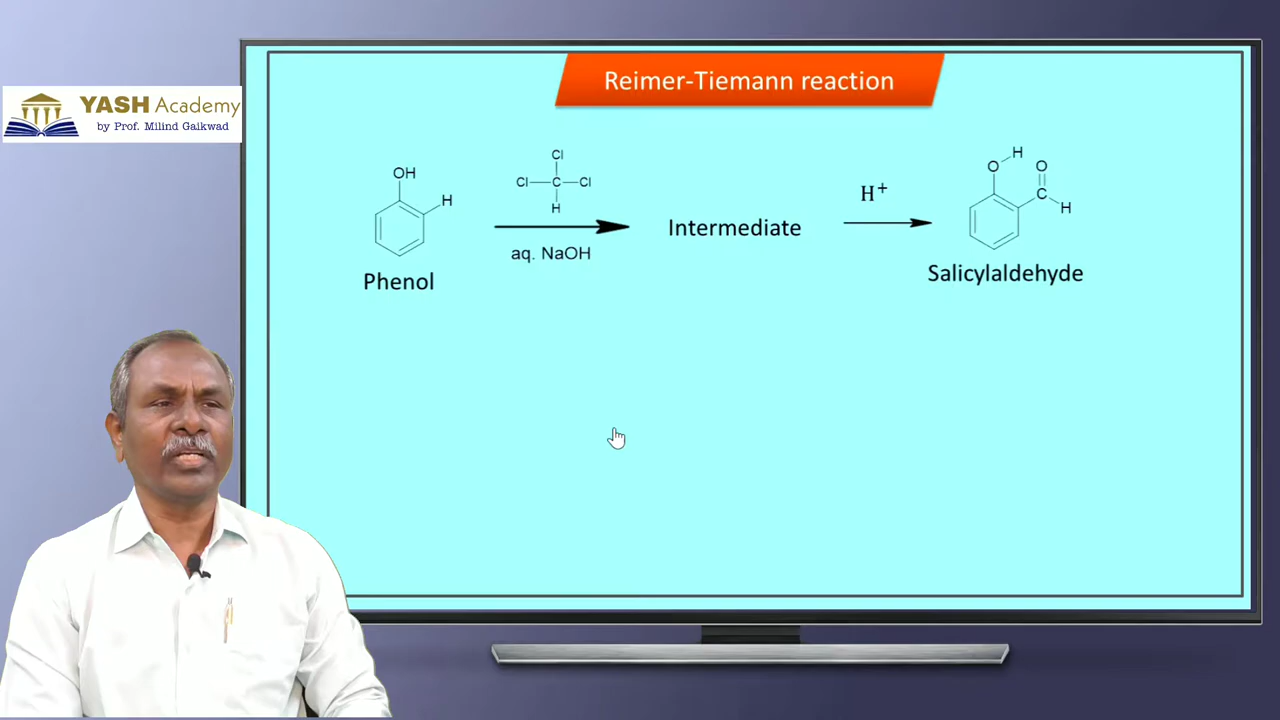 YASH Academy
by Prof. Milind Gaikwad
Reimer-Tiemann reaction
OH
H
Phenol
Cl
Cl C Cl
H
aq. NaOH
Intermediate
H⁺
O H
O
C
H
Salicylaldehyde